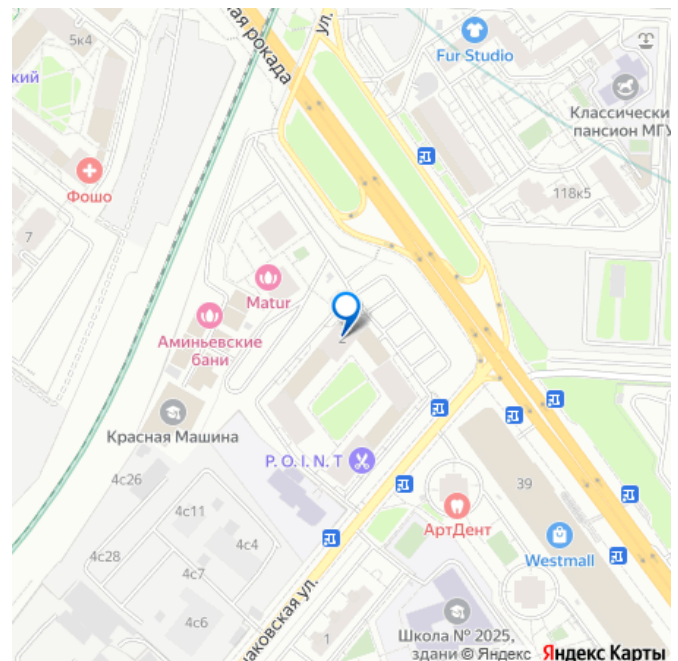 5к4
ская рокада
ул.
Fur Studio
кий
Классически
пансион МГУ
Фошо
118к5
7
Matur
2
Аминьевские
бани
Красная Машина
P. O. I. N. T
4с26
39
4с11
АртДент
4с4
4с28
Westmall
4с7
4с6
аковская ул.
1
Школа № 2025,
здани © Яндекс Яндекс Карты